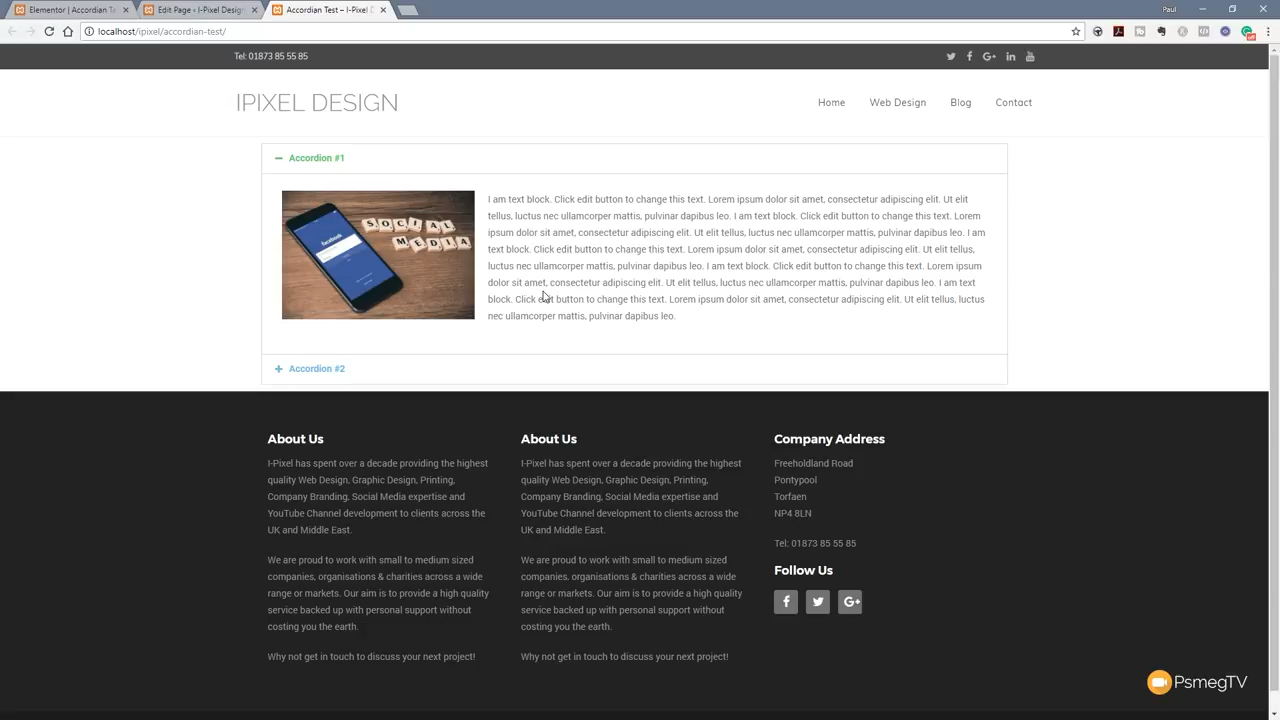 Elementor | Accordian Te
Edit Page ‹ I-Pixel Design
Accordian Test – I-Pixel D
Paul
localhost/ipixel/accordian-test/
Tel: 01873 85 55 85
IPIXEL DESIGN
Home
Web Design
Blog
Contact
Accordion #1
SOCIAL
MEDIA
facebook
I am text block. Click edit button to change this text. Lorem ipsum dolor sit amet, consectetur adipiscing elit. Ut elit
tellus, luctus nec ullamcorper mattis, pulvinar dapibus leo. I am text block. Click edit button to change this text. Lorem
ipsum dolor sit amet, consectetur adipiscing elit. Ut elit tellus, luctus nec ullamcorper mattis, pulvinar dapibus leo. I am
text block. Click edit button to change this text. Lorem ipsum dolor sit amet, consectetur adipiscing elit. Ut elit tellus,
luctus nec ullamcorper mattis, pulvinar dapibus leo. I am text block. Click edit button to change this text. Lorem ipsum
dolor sit amet, consectetur adipiscing elit. Ut elit tellus, luctus nec ullamcorper mattis, pulvinar dapibus leo. I am text
block. Click edit button to change this text. Lorem ipsum dolor sit amet, consectetur adipiscing elit. Ut elit tellus, luctus
nec ullamcorper mattis, pulvinar dapibus leo.
Accordion #2
About Us
I-Pixel has spent over a decade providing the highest
quality Web Design, Graphic Design, Printing,
Company Branding, Social Media expertise and
YouTube Channel development to clients across the
UK and Middle East.
We are proud to work with small to medium sized
companies, organisations & charities across a wide
range or markets. Our aim is to provide a high quality
service backed up with personal support without
costing you the earth.
Why not get in touch to discuss your next project!
About Us
I-Pixel has spent over a decade providing the highest
quality Web Design, Graphic Design, Printing,
Company Branding, Social Media expertise and
YouTube Channel development to clients across the
UK and Middle East.
We are proud to work with small to medium sized
companies, organisations & charities across a wide
range or markets. Our aim is to provide a high quality
service backed up with personal support without
costing you the earth.
Why not get in touch to discuss your next project!
Company Address
Freeholdland Road
Pontypool
Torfaen
NP4 8LN
Tel: 01873 85 55 85
Follow Us
PsmegTV